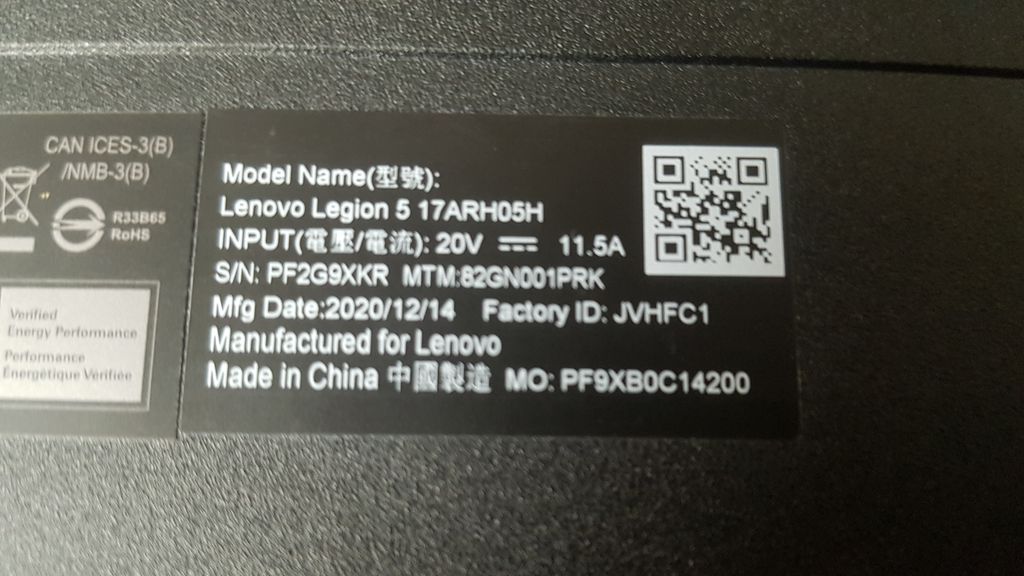 CAN ICES-3(B)
/NMB-3(B)
R33B65
RoHS
Verified
Energy Performance
Performance
Énergétique Vérifiée
Model Name(型號):
Lenovo Legion 5 17ARH05H
INPUT(電壓/電流): 20V ⎓ 11.5A
S/N: PF2G9XKR MTM:82GN001PRK
Mfg Date:2020/12/14 Factory ID: JVHFC1
Manufactured for Lenovo
Made in China 中國製造 MO: PF9XB0C14200